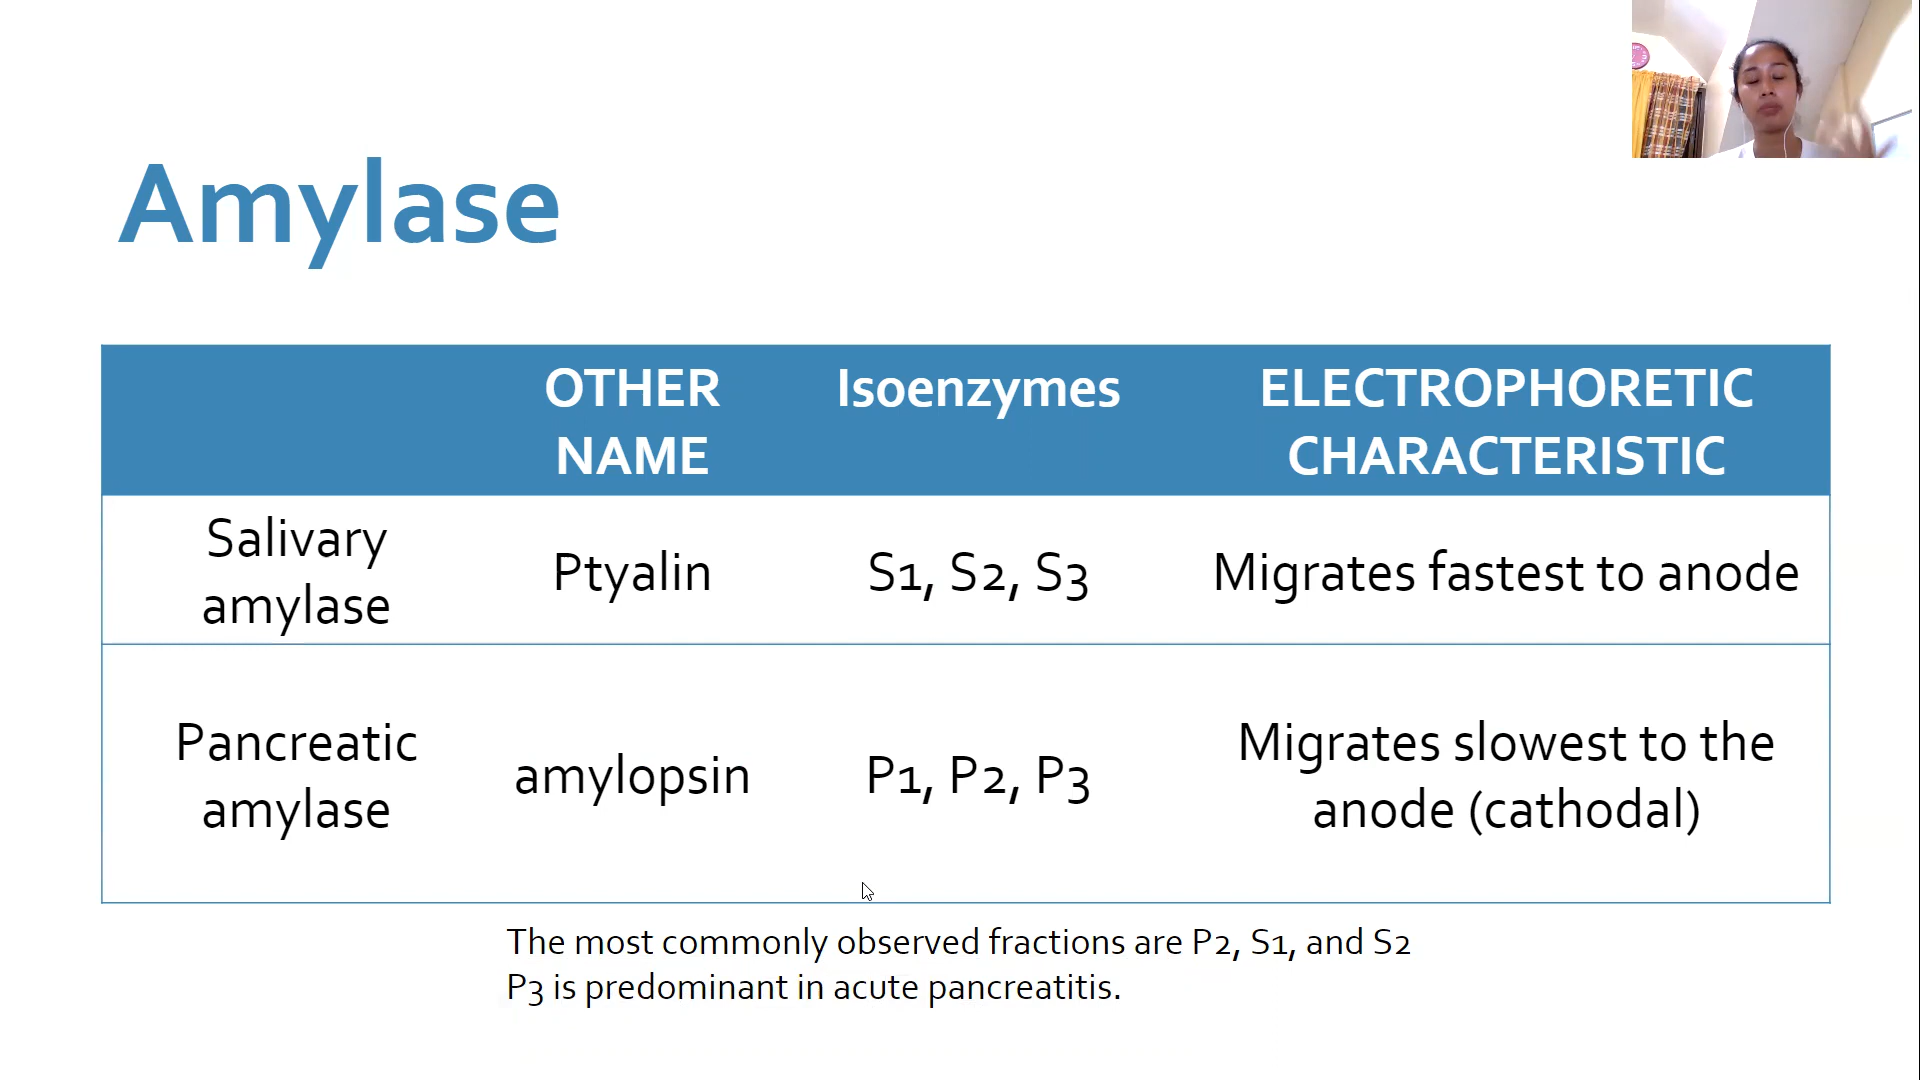 Amylase
OTHER NAME
Isoenzymes
ELECTROPHORETIC CHARACTERISTIC
Salivary amylase
Ptyalin
S1, S2, S3
Migrates fastest to anode
Pancreatic amylase
amylopsin
P1, P2, P3
Migrates slowest to the anode (cathodal)
The most commonly observed fractions are P2, S1, and S2
P3 is predominant in acute pancreatitis.